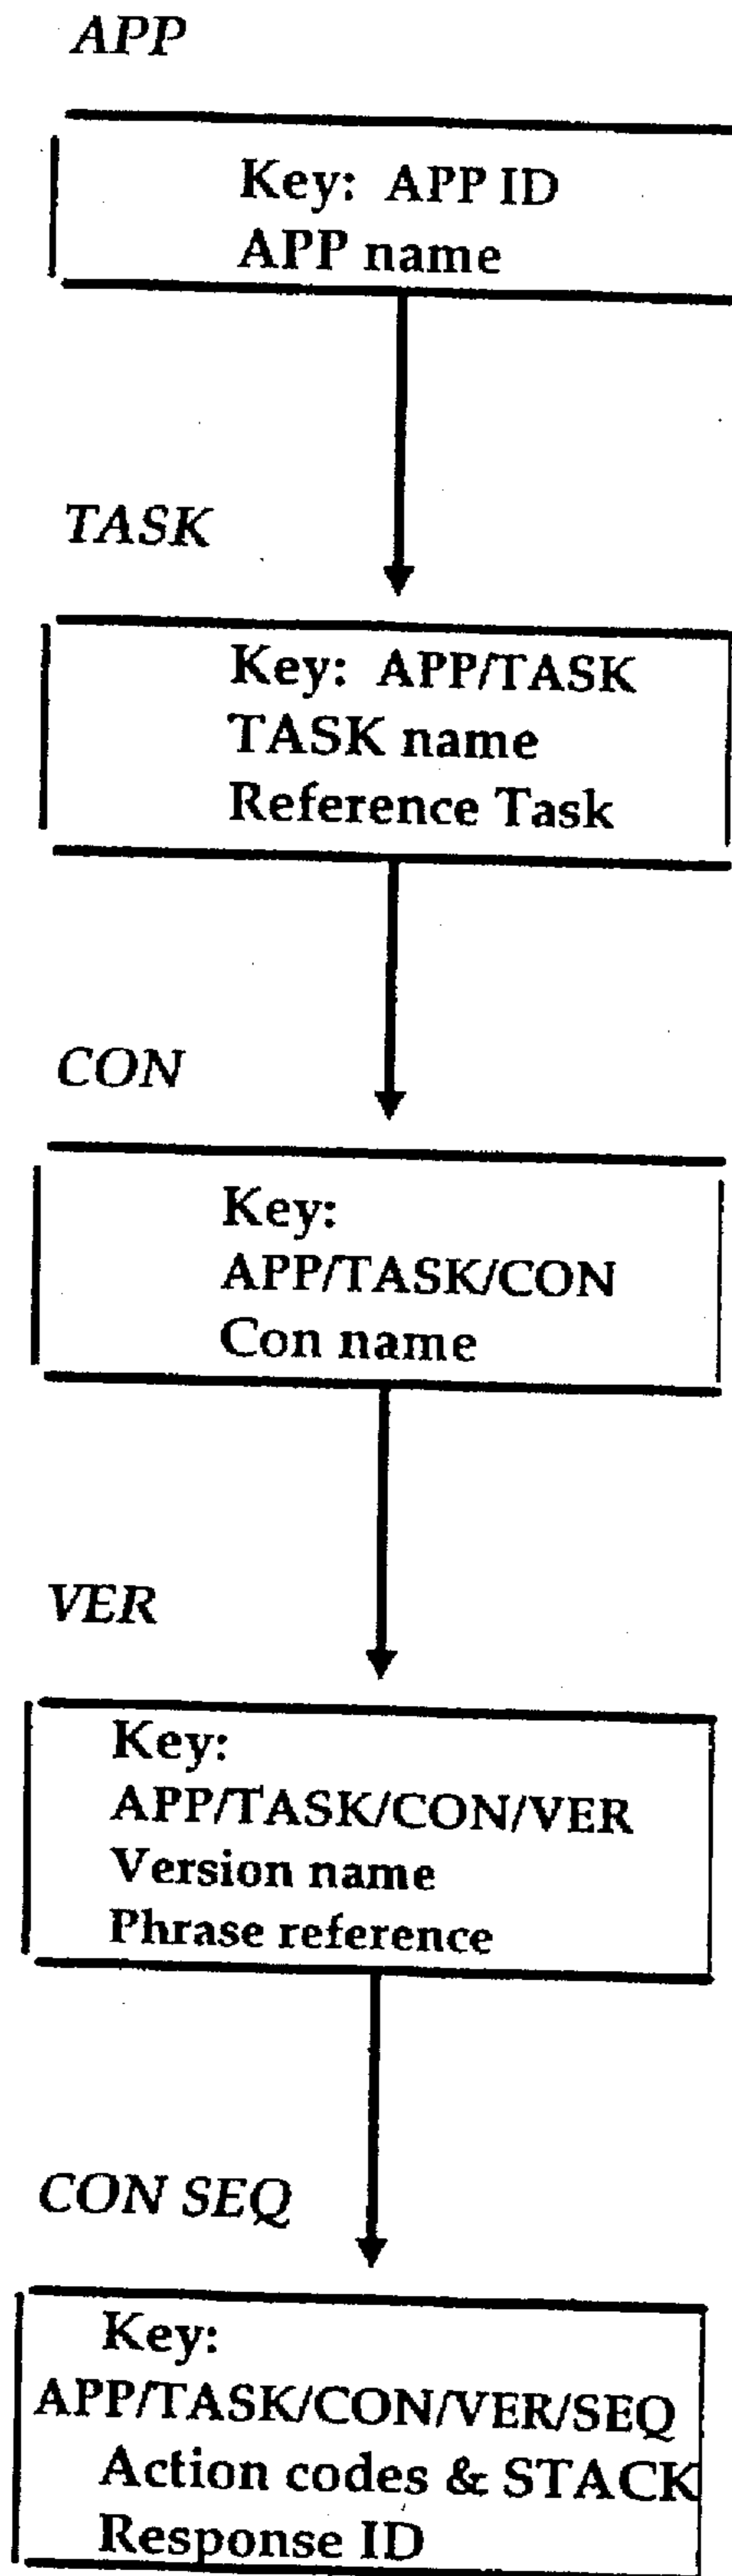 APP
Key: APP ID
APP name
TASK
Key: APP/TASK
TASK name
Reference Task
CON
Key:
APP/TASK/CON
Con name
VER
Key:
APP/TASK/CON/VER
Version name
Phrase reference
CON SEQ
Key:
APP/TASK/CON/VER/SEQ
Action codes & STACK
Response ID